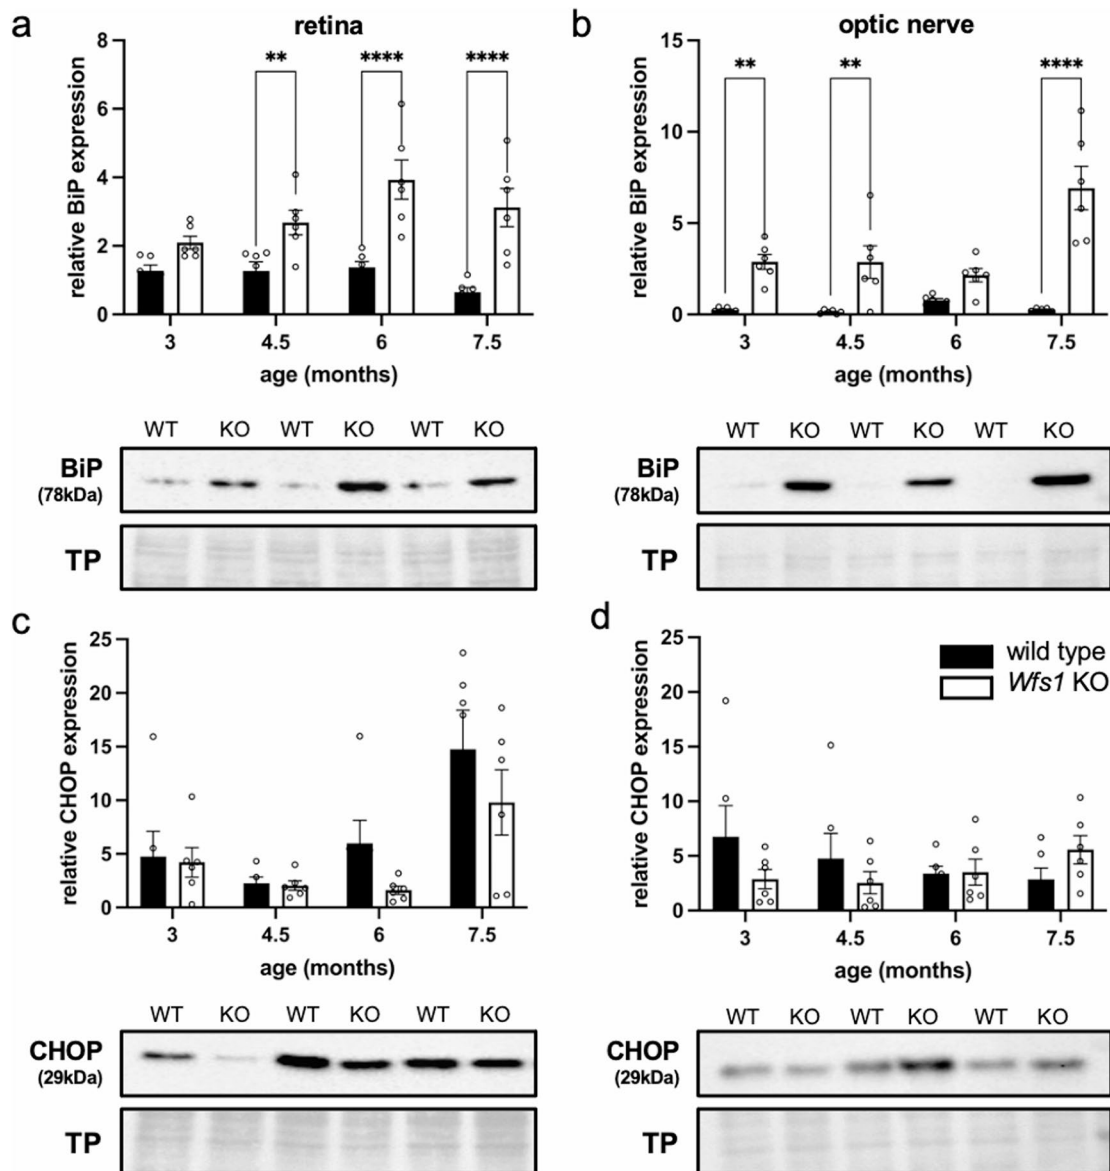 a
retina
relative BiP expression
8
6
4
2
0
**
****
****
3 4.5 6 7.5
age (months)
WT KO WT KO WT KO
BiP
(78kDa)
TP
b
optic nerve
relative BiP expression
15
10
5
0
**
**
****
3 4.5 6 7.5
age (months)
WT KO WT KO WT KO
BiP
(78kDa)
TP
c
relative CHOP expression
25
20
15
10
5
0
3 4.5 6 7.5
age (months)
WT KO WT KO WT KO
CHOP
(29kDa)
TP
d
relative CHOP expression
25
20
15
10
5
0
wild type
Wfs1 KO
3 4.5 6 7.5
age (months)
WT KO WT KO WT KO
CHOP
(29kDa)
TP